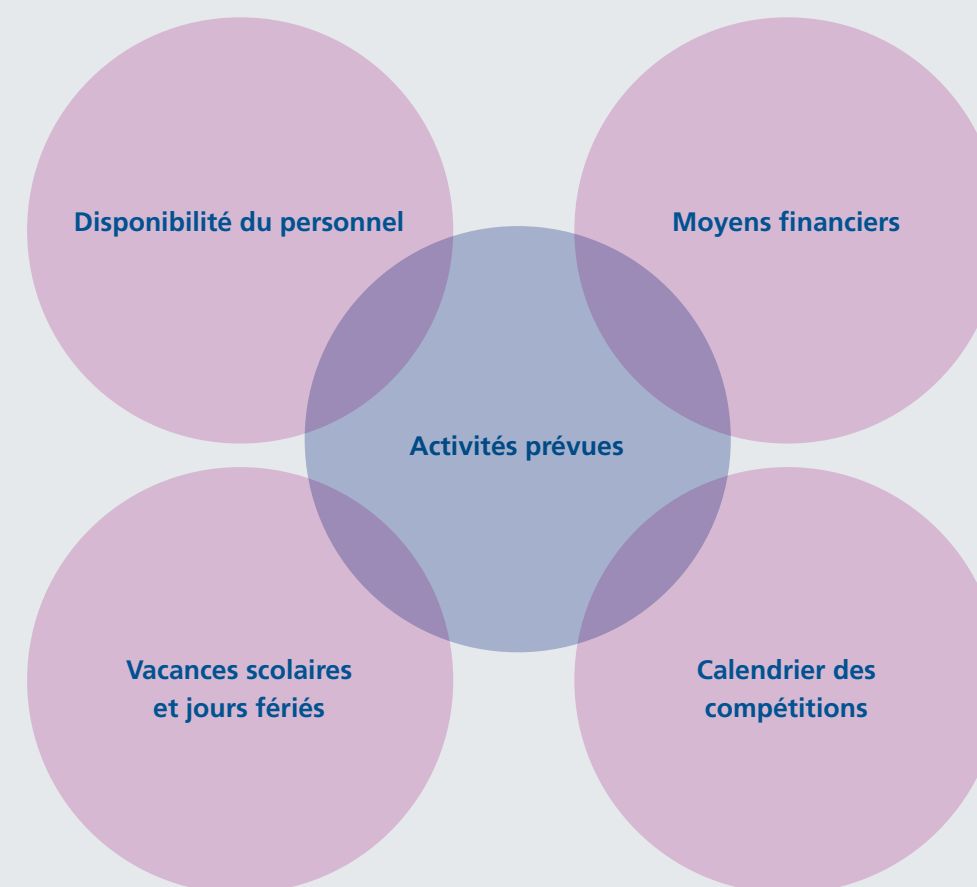 Disponibilité du personnel
Moyens financiers
Activités prévues
Vacances scolaires
et jours fériés
Calendrier des
compétitions